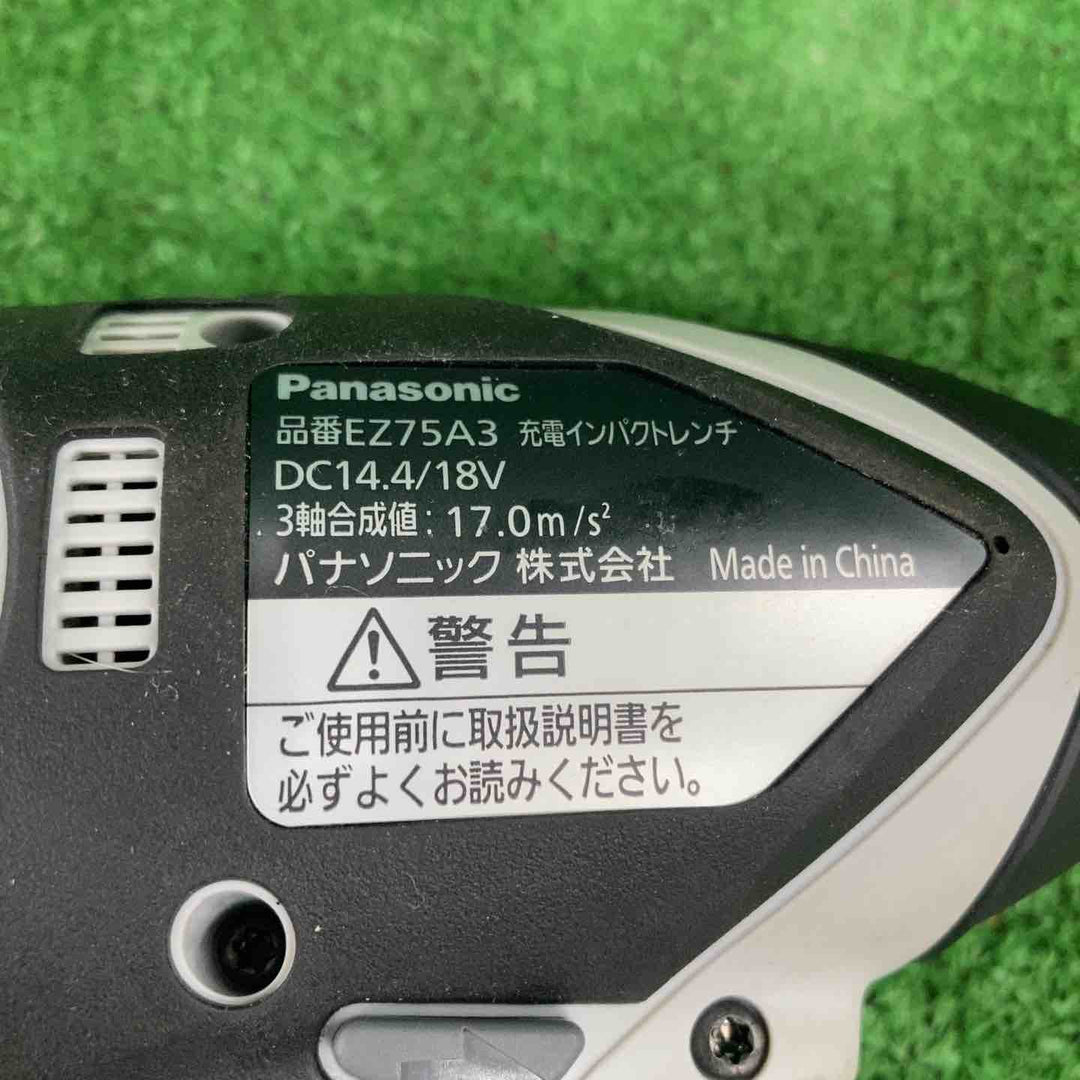 Panasonic
品番EZ75A3 充電インパクトレンチ
DC14.4/18V
3軸合成値：17.0m/s²
パナソニック 株式会社 Made in China
警告
ご使用前に取扱説明書を
必ずよくお読みください。